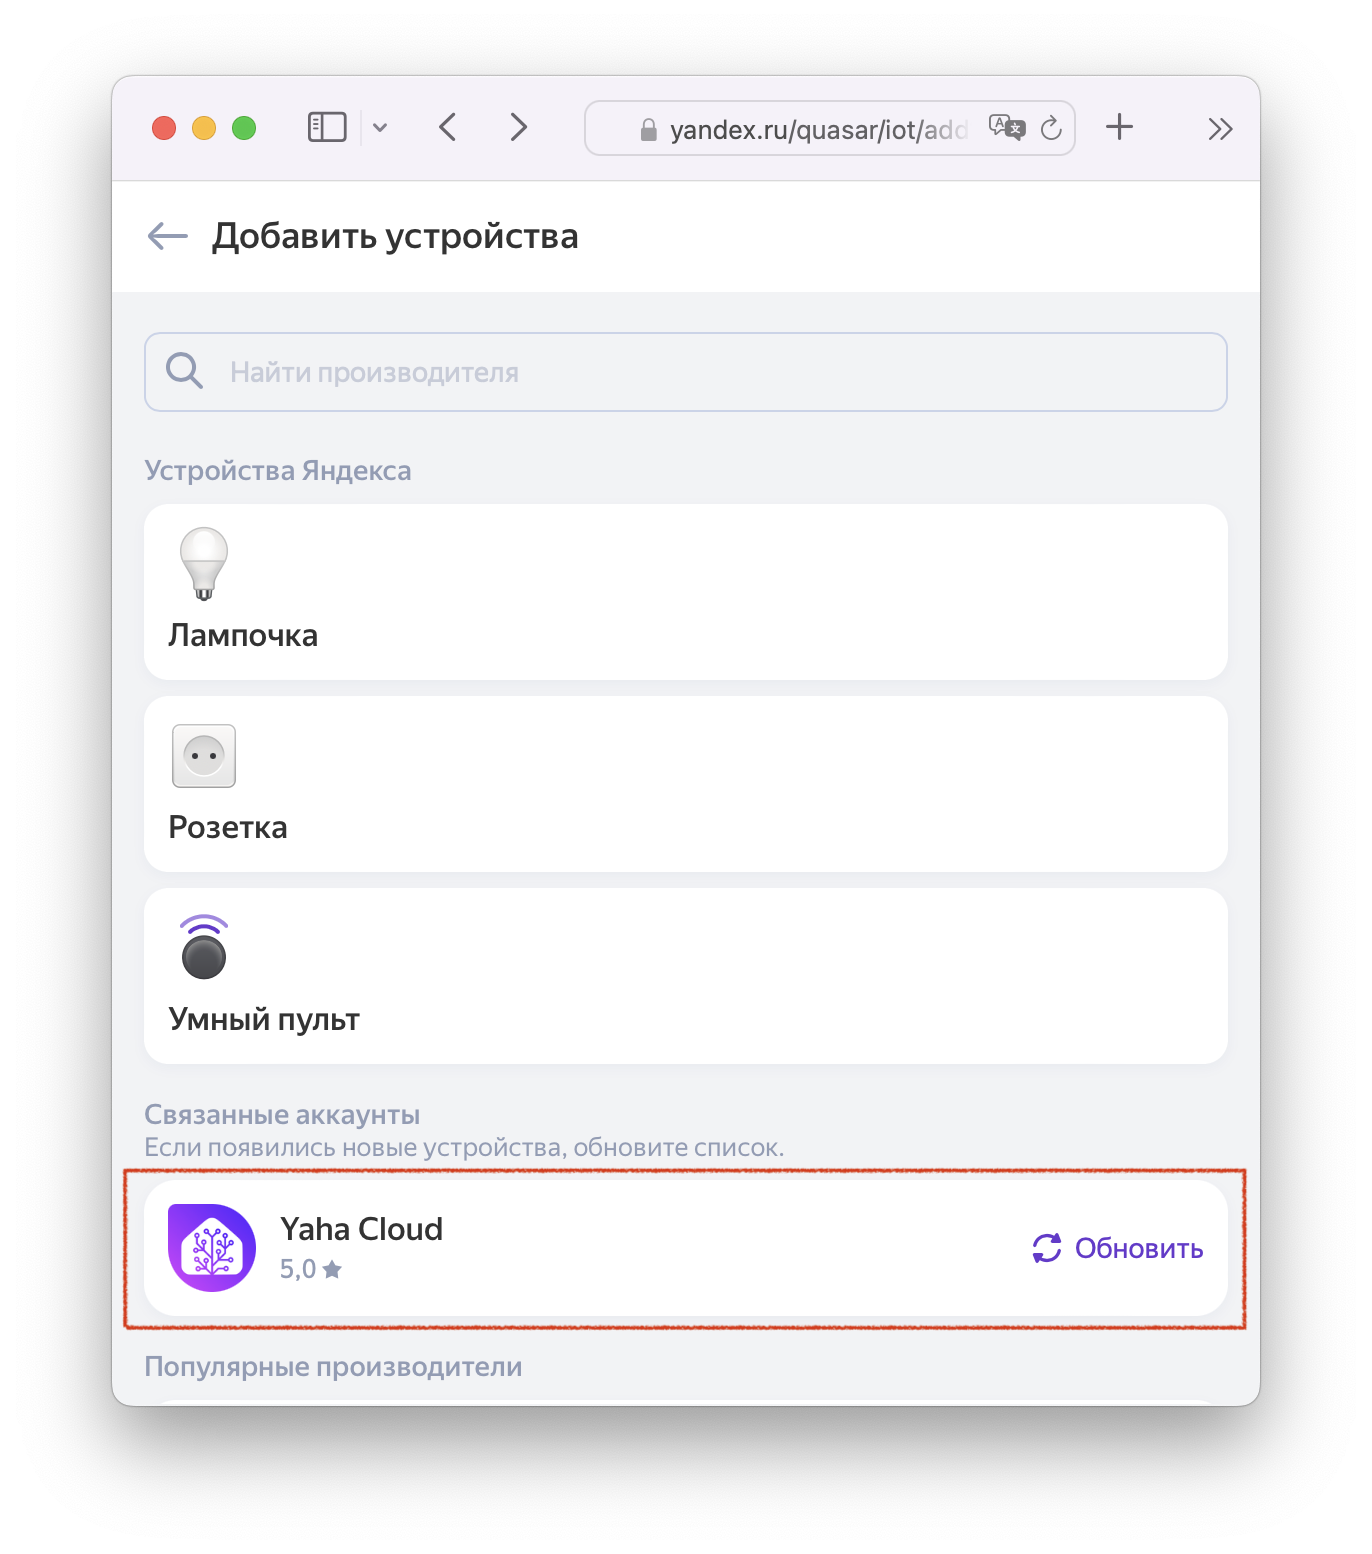 yandex.ru/quasar/iot/add
Добавить устройства
Найти производителя
Устройства Яндекса
Лампочка
Розетка
Умный пульт
Связанные аккаунты
Если появились новые устройства, обновите список.
Yaha Cloud
5,0
Обновить
Популярные производители